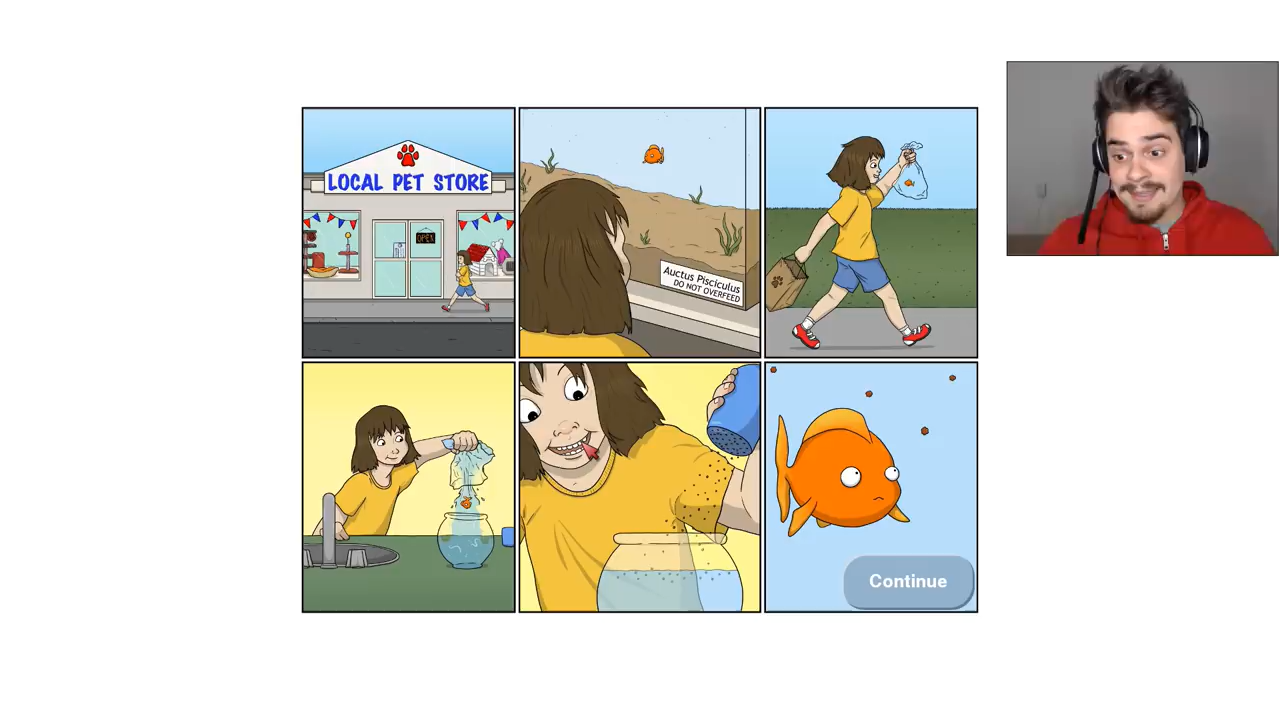 LOCAL PET STORE
OPEN
Auctus Pisciculus
DO NOT OVERFEED
Continue